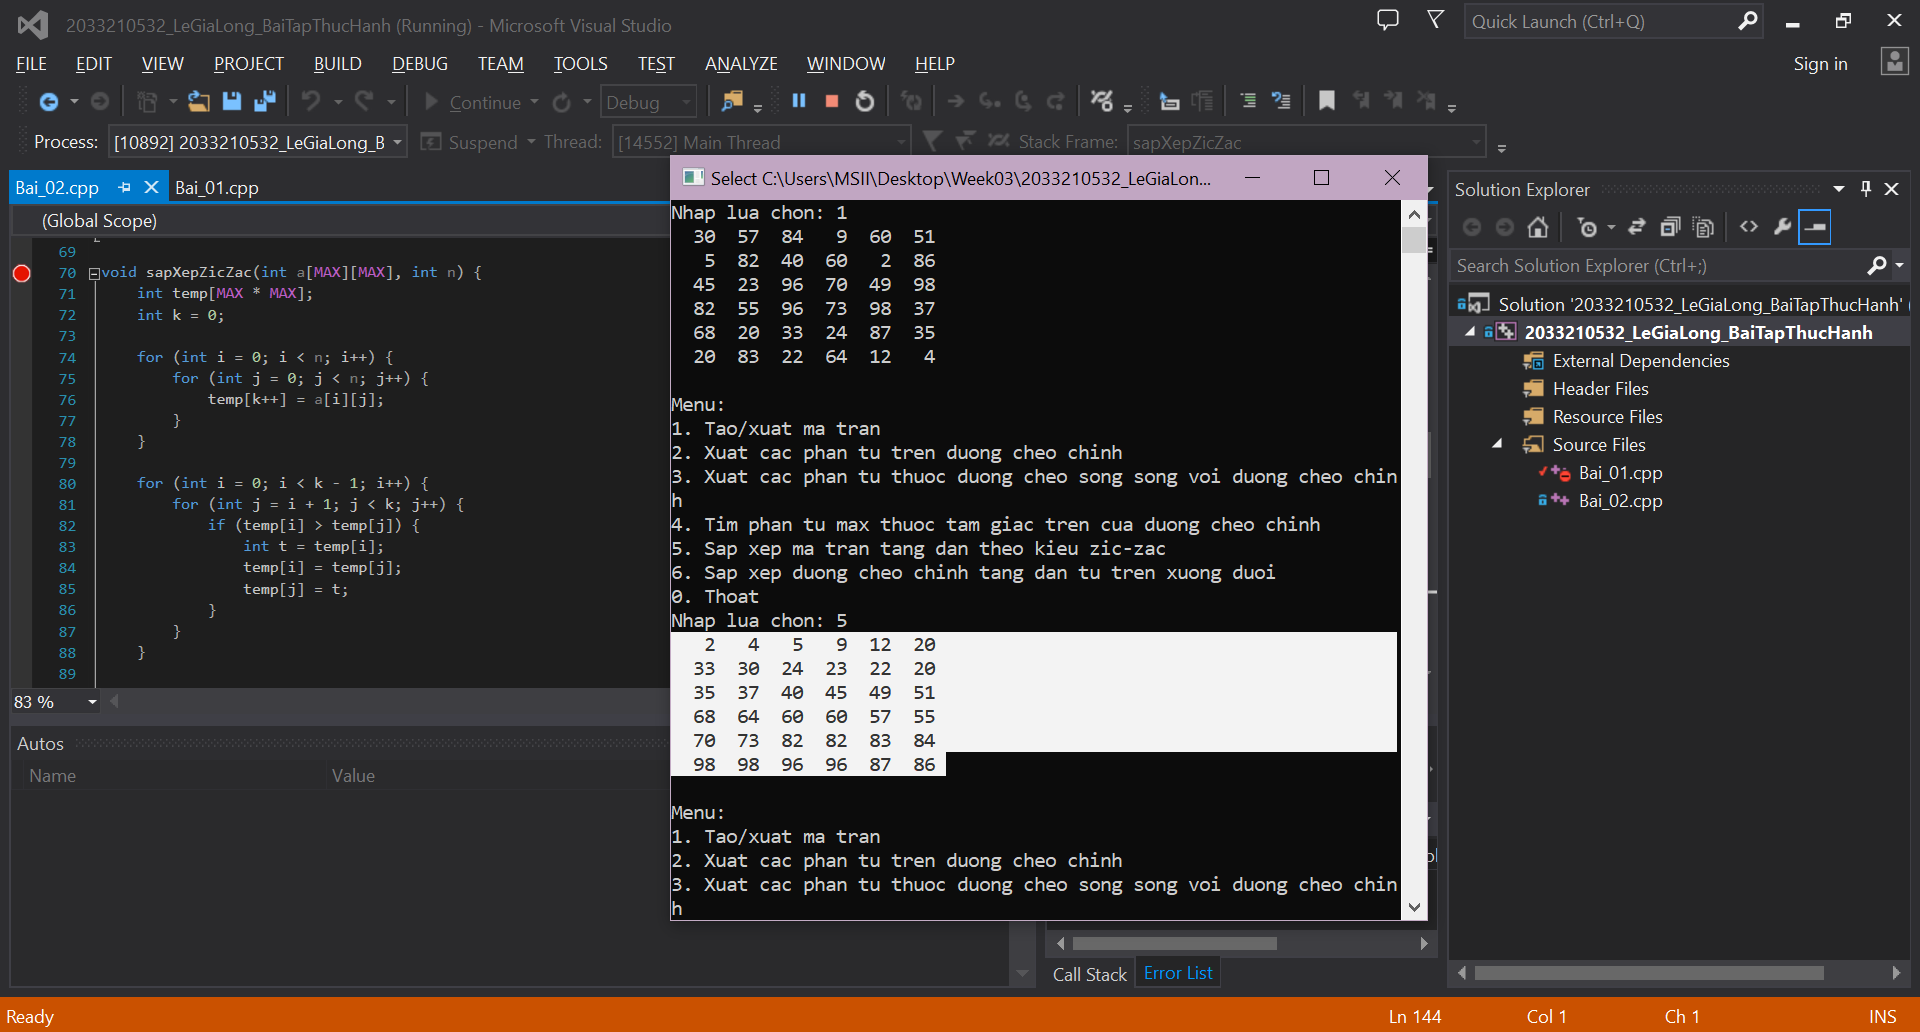 2033210532_LeGiaLong_BaiTapThucHanh (Running) - Microsoft Visual Studio
Quick Launch (Ctrl+Q)
FILE EDIT VIEW PROJECT BUILD DEBUG TEAM TOOLS TEST ANALYZE WINDOW HELP
Sign in
Continue Debug
Process: [10892] 2033210532_LeGiaLong_B Suspend Thread: [14552] Main Thread Stack Frame: sapXepZicZac
Bai_02.cpp Bai_01.cpp
(Global Scope)
69
70 void sapXepZicZac(int a[MAX][MAX], int n) {
71 int temp[MAX * MAX];
72 int k = 0;
73
74 for (int i = 0; i < n; i++) {
75 for (int j = 0; j < n; j++) {
76 temp[k++] = a[i][j];
77 }
78 }
79
80 for (int i = 0; i < k - 1; i++) {
81 for (int j = i + 1; j < k; j++) {
82 if (temp[i] > temp[j]) {
83 int t = temp[i];
84 temp[i] = temp[j];
85 temp[j] = t;
86 }
87 }
88 }
89
83 %
Autos
Name Value
Select C:\Users\MSII\Desktop\Week03\2033210532_LeGiaLon...
Nhap lua chon: 1
30 57 84 9 60 51
5 82 40 60 2 86
45 23 96 70 49 98
82 55 96 73 98 37
68 20 33 24 87 35
20 83 22 64 12 4
Menu:
1. Tao/xuat ma tran
2. Xuat cac phan tu tren duong cheo chinh
3. Xuat cac phan tu thuoc duong cheo song song voi duong cheo chin
h
4. Tim phan tu max thuoc tam giac tren cua duong cheo chinh
5. Sap xep ma tran tang dan theo kieu zic-zac
6. Sap xep duong cheo chinh tang dan tu tren xuong duoi
0. Thoat
Nhap lua chon: 5
2 4 5 9 12 20
33 30 24 23 22 20
35 37 40 45 49 51
68 64 60 60 57 55
70 73 82 82 83 84
98 98 96 96 87 86
Menu:
1. Tao/xuat ma tran
2. Xuat cac phan tu tren duong cheo chinh
3. Xuat cac phan tu thuoc duong cheo song song voi duong cheo chin
h
Call Stack Error List
Solution Explorer
Search Solution Explorer (Ctrl+;)
Solution '2033210532_LeGiaLong_BaiTapThucHanh' (
2033210532_LeGiaLong_BaiTapThucHanh
External Dependencies
Header Files
Resource Files
Source Files
Bai_01.cpp
Bai_02.cpp
Ready Ln 144 Col 1 Ch 1 INS